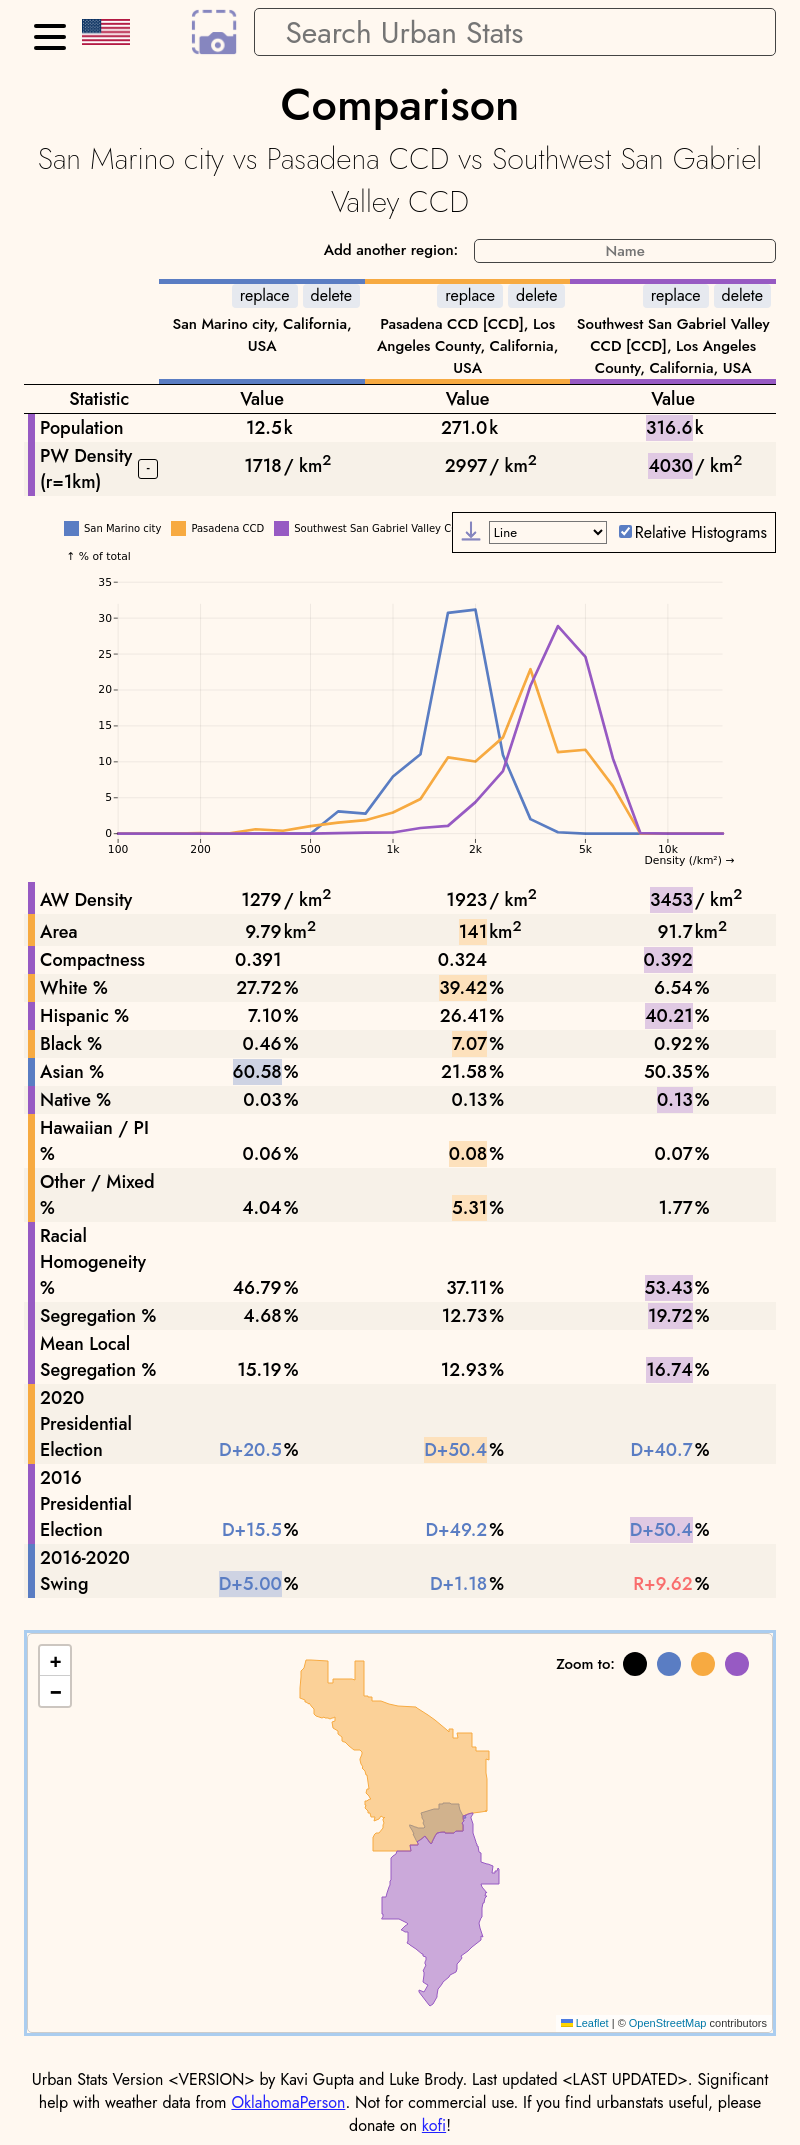 Search Urban Stats
Comparison
San Marino city vs Pasadena CCD vs Southwest San Gabriel
Valley CCD
Add another region: Name
replace delete replace delete replace delete
San Marino city, California, Pasadena CCD [CCD], Los Southwest San Gabriel Valley
USA Angeles County, California, CCD [CCD], Los Angeles
USA County, California, USA
Statistic Value Value Value
Population 12.5k 271.0k 316.6k
PW Density
(r=1km) - 1718 / km² 2997 / km² 4030 / km²
San Marino city Pasadena CCD Southwest San Gabriel Valley C Line Relative Histograms
↑ % of total
35
30
25
20
15
10
5
0
100 200 500 1k 2k 5k 10k
Density (/km²) →
AW Density 1279 / km² 1923 / km² 3453 / km²
Area 9.79 km² 141 km² 91.7 km²
Compactness 0.391 0.324 0.392
White % 27.72% 39.42% 6.54%
Hispanic % 7.10% 26.41% 40.21%
Black % 0.46% 7.07% 0.92%
Asian % 60.58% 21.58% 50.35%
Native % 0.03% 0.13% 0.13%
Hawaiian / PI
% 0.06% 0.08% 0.07%
Other / Mixed
% 4.04% 5.31% 1.77%
Racial
Homogeneity
% 46.79% 37.11% 53.43%
Segregation % 4.68% 12.73% 19.72%
Mean Local
Segregation % 15.19% 12.93% 16.74%
2020
Presidential
Election D+20.5% D+50.4% D+40.7%
2016
Presidential
Election D+15.5% D+49.2% D+50.4%
2016-2020
Swing D+5.00% D+1.18% R+9.62%
+
−
Zoom to:
Leaflet | © OpenStreetMap contributors
Urban Stats Version <VERSION> by Kavi Gupta and Luke Brody. Last updated <LAST UPDATED>. Significant
help with weather data from OklahomaPerson. Not for commercial use. If you find urbanstats useful, please
donate on kofi!